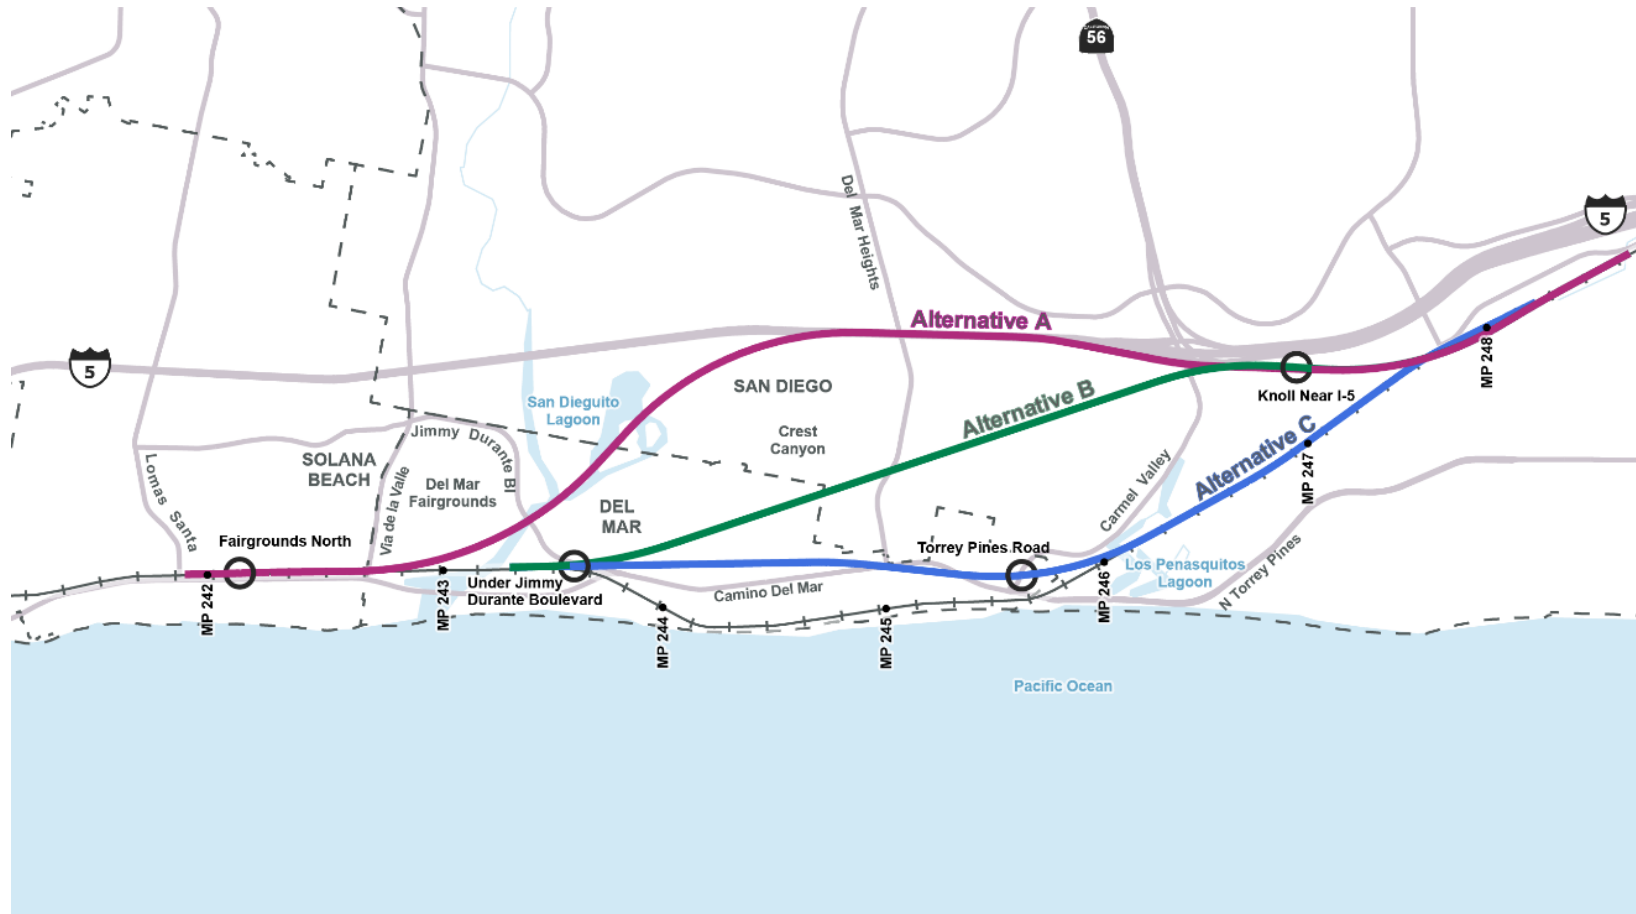 56
5
Del Mar Heights
Alternative A
5
MP 248
SAN DIEGO
Knoll Near I-5
San Dieguito
Lagoon
Alternative B
Jimmy Durante Bl
Crest
Canyon
Alternative C
SOLANA
BEACH
Lomas Santa
Via de la Valle
Del Mar
Fairgrounds
MP 247
Carmel Valley
DEL
MAR
Fairgrounds North
Torrey Pines Road
Los Penasquitos
Lagoon
N Torrey Pines
MP 242
MP 243
Under Jimmy
Durante Boulevard
Camino Del Mar
MP 244
MP 245
MP 246
Pacific Ocean